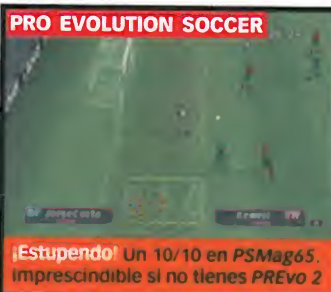 PRO EVOLUTION SOCCER
¡Estupendo! Un 10/10 en PSMag65.
Imprescindible si no tienes PREvo 2